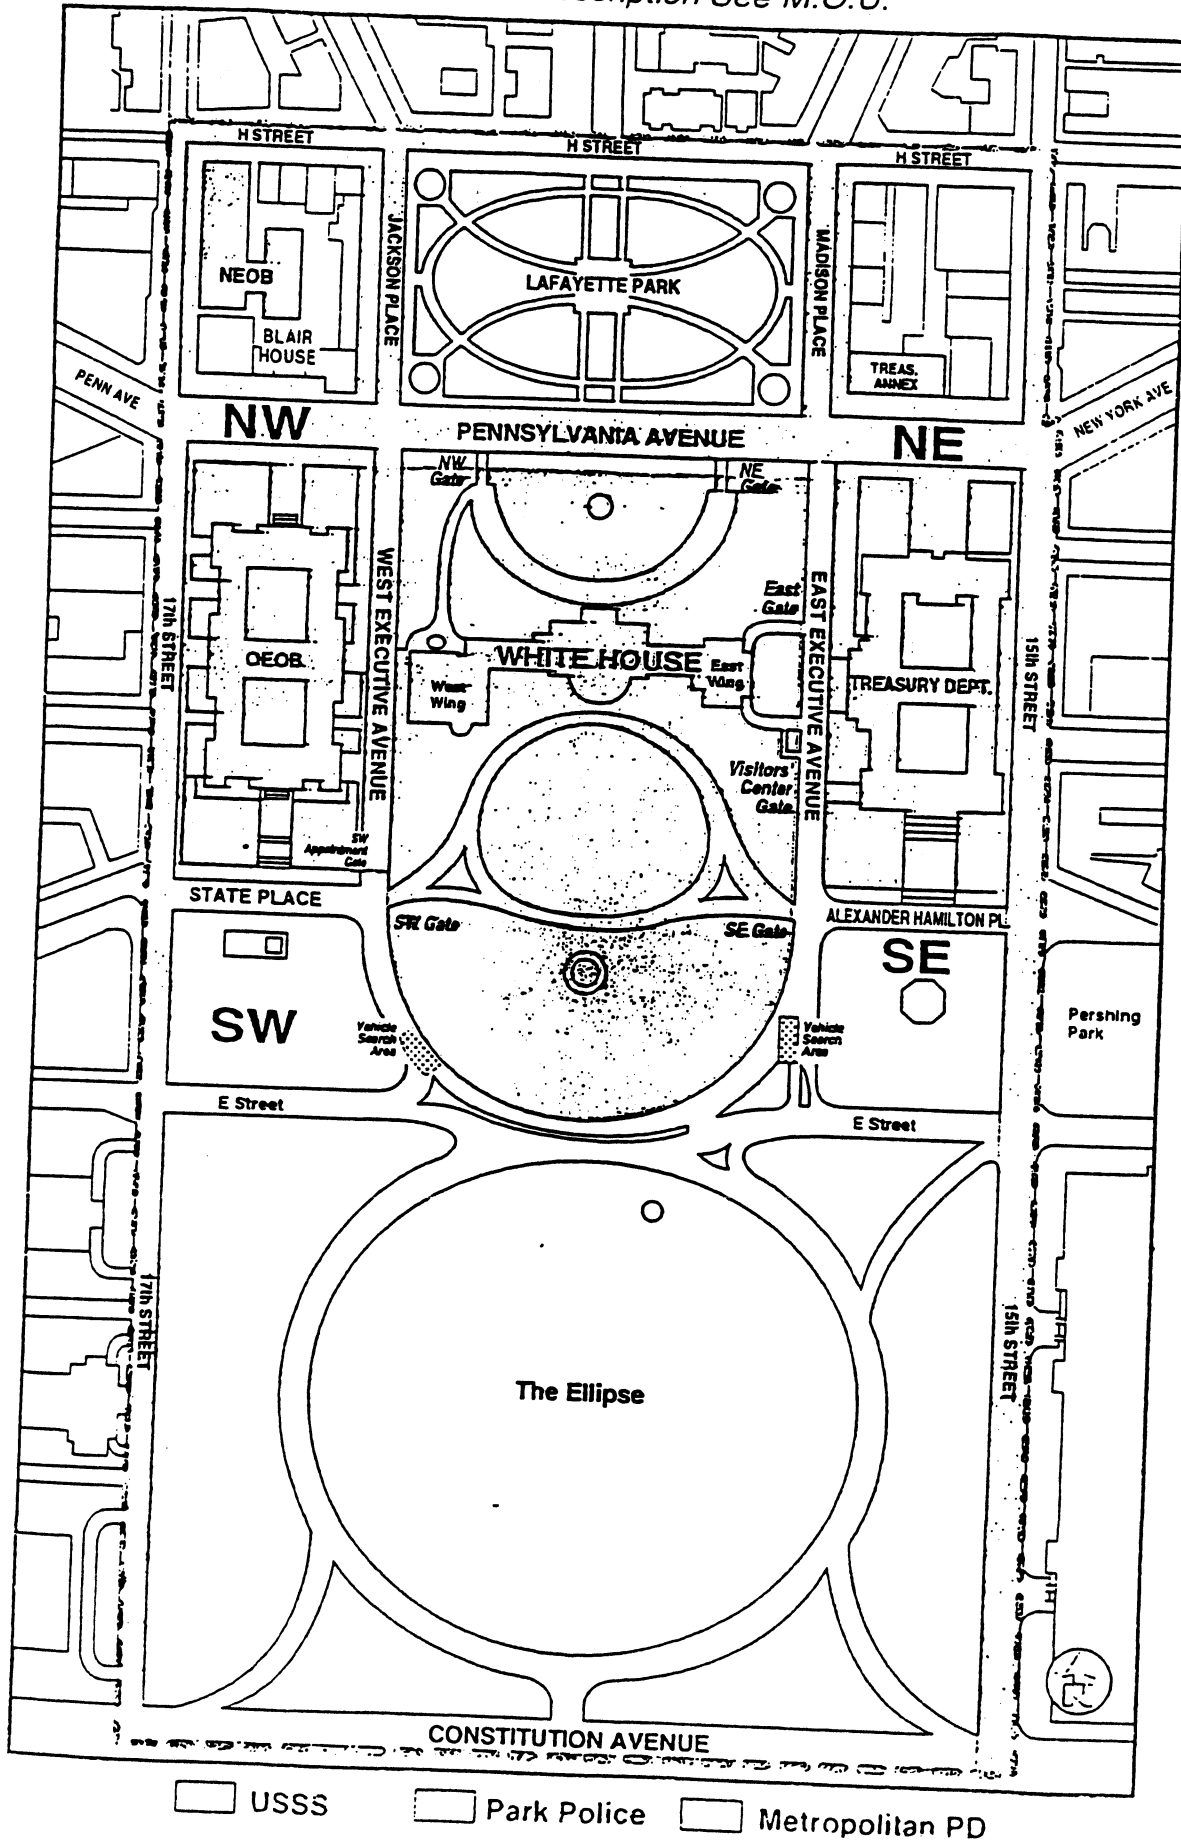 See M.O.U.
H STREET
H STREET
H STREET
JACKSON PLACE
MADISON PLACE
NEOB
LAFAYETTE PARK
BLAIR
HOUSE
TREAS.
ANNEX
PENN AVE
NEW YORK AVE
NW
PENNSYLVANIA AVENUE
NE
NW
Gate
NE
Gate
WEST EXECUTIVE AVENUE
EAST EXECUTIVE AVENUE
East
Gate
17th STREET
15th STREET
OEOB
WHITE HOUSE
East
Wing
West
Wing
TREASURY DEPT.
Visitors'
Center
Gate
SW
Appointment
Gate
STATE PLACE
ALEXANDER HAMILTON PL
SW Gate
SE Gate
SE
SW
Vehicle
Search
Area
Vehicle
Search
Area
Pershing
Park
E Street
E Street
17th STREET
15th STREET
The Ellipse
CONSTITUTION AVENUE
USSS
Park Police
Metropolitan PD